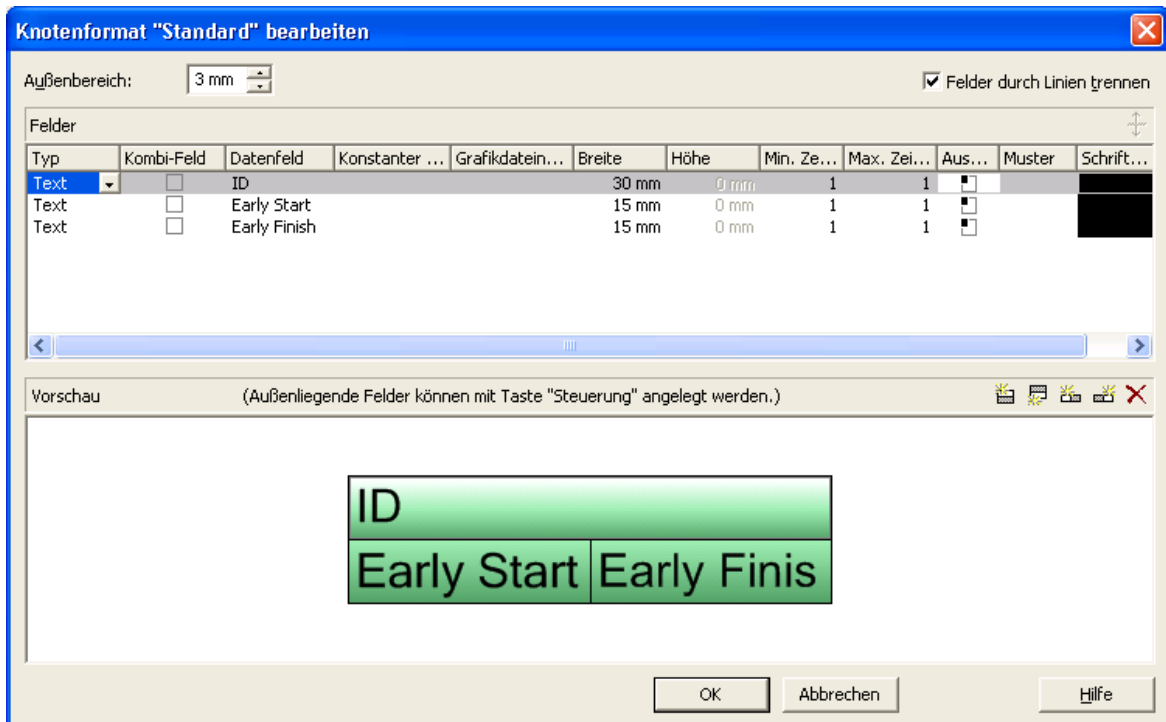 Knotenformat "Standard" bearbeiten
Außenbereich: 3 mm Felder durch Linien trennen
Felder
Typ Kombi-Feld Datenfeld Konstanter ... Grafikdatein... Breite Höhe Min. Ze... Max. Zei... Aus... Muster Schrift...
Text ID 30 mm 0 mm 1 1
Text Early Start 15 mm 0 mm 1 1
Text Early Finish 15 mm 0 mm 1 1
Vorschau (Außenliegende Felder können mit Taste "Steuerung" angelegt werden.)
ID
Early Start Early Finis
OK Abbrechen Hilfe